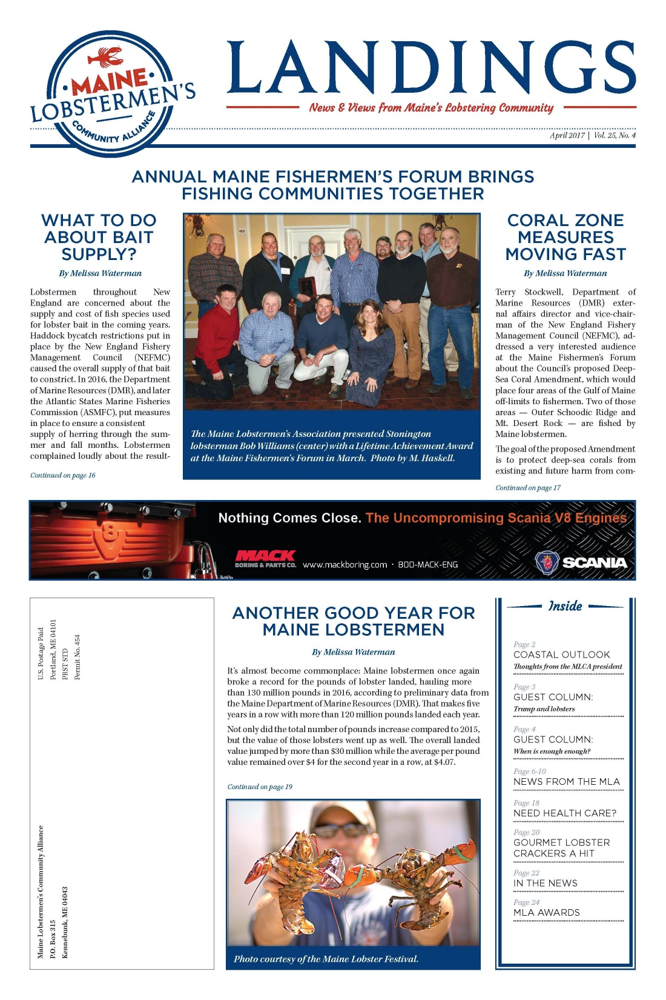 MAINE
LOBSTERMEN'S
COMMUNITY ALLIANCE
LANDINGS
News & Views from Maine's Lobstering Community
April 2017 | Vol. 25, No. 4
ANNUAL MAINE FISHERMEN'S FORUM BRINGS
FISHING COMMUNITIES TOGETHER
WHAT TO DO
ABOUT BAIT
SUPPLY?
By Melissa Waterman
Lobstermen throughout New
England are concerned about the
supply and cost of fish species used
for lobster bait in the coming years.
Haddock bycatch restrictions put in
place by the New England Fishery
Management Council (NEFMC)
caused the overall supply of that bait
to constrict. In 2016, the Department
of Marine Resources (DMR), and later
the Atlantic States Marine Fisheries
Commission (ASMFC), put measures
in place to ensure a consistent
supply of herring through the sum-
mer and fall months. Lobstermen
complained loudly about the result-
Continued on page 16
The Maine Lobstermen's Association presented Stonington
lobsterman Bob Williams (center) with a Lifetime Achievement Award
at the Maine Fishermen's Forum in March. Photo by M. Haskell.
CORAL ZONE
MEASURES
MOVING FAST
By Melissa Waterman
Terry Stockwell, Department of
Marine Resources (DMR) exter-
nal affairs director and vice-chair-
man of the New England Fishery
Management Council (NEFMC), ad-
dressed a very interested audience
at the Maine Fishermen's Forum
about the Council's proposed Deep-
Sea Coral Amendment, which would
place four areas of the Gulf of Maine
off-limits to fishermen. Two of those
areas — Outer Schoodic Ridge and
Mt. Desert Rock — are fished by
Maine lobstermen.
The goal of the proposed Amendment
is to protect deep-sea corals from
existing and future harm from com-
Continued on page 17
V8
Nothing Comes Close. The Uncompromising Scania V8 Engines
MACK
BORING & PARTS CO.
www.mackboring.com · 800-MACK-ENG
SCANIA
U.S. Postage Paid
Portland, ME 04101
PRST STD
Permit No. 454
Maine Lobstermen's Community Alliance
P.O. Box 315
Kennebunk, ME 04043
ANOTHER GOOD YEAR FOR
MAINE LOBSTERMEN
By Melissa Waterman
It's almost become commonplace: Maine lobstermen once again
broke a record for the pounds of lobster landed, hauling more
than 130 million pounds in 2016, according to preliminary data from
the Maine Department of Marine Resources (DMR). That makes five
years in a row with more than 120 million pounds landed each year.
Not only did the total number of pounds increase compared to 2015,
but the value of those lobsters went up as well. The overall landed
value jumped by more than $30 million while the average per pound
value remained over $4 for the second year in a row, at $4.07.
Continued on page 19
Photo courtesy of the Maine Lobster Festival.
Inside
Page 2
COASTAL OUTLOOK
Thoughts from the MLCA president
Page 3
GUEST COLUMN:
Trump and lobsters
Page 4
GUEST COLUMN:
When is enough enough?
Page 6-10
NEWS FROM THE MLA
Page 18
NEED HEALTH CARE?
Page 20
GOURMET LOBSTER
CRACKERS A HIT
Page 22
IN THE NEWS
Page 24
MLA AWARDS